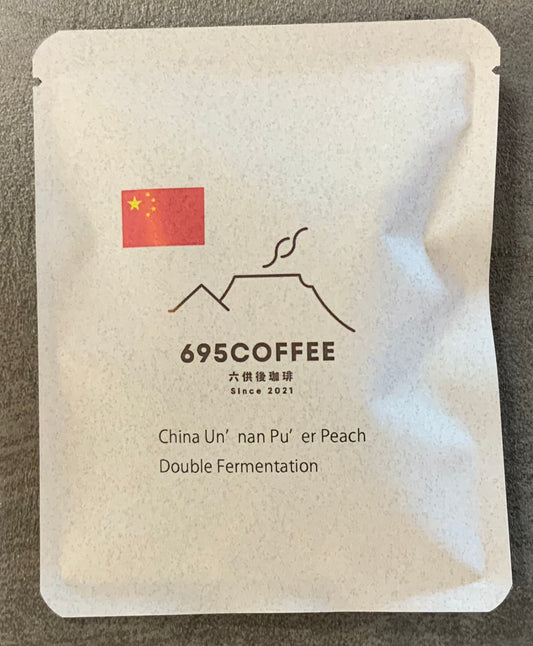 695COFFEE
六供後珈琲
Since 2021
China Un’ nan Pu’ er Peach
Double Fermentation